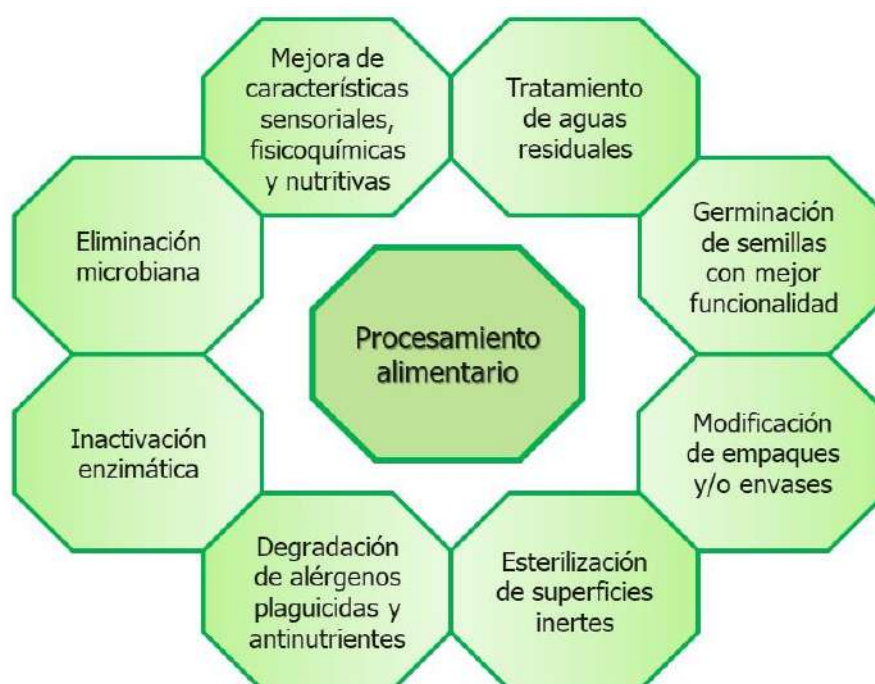 Mejora de
características
sensoriales,
fisicoquímicas
y nutritivas
Tratamiento
de aguas
residuales
Germinación
de semillas
con mejor
funcionalidad
Modificación
de empaques
y/o envases
Esterilización
de superficies
inertes
Degradación
de alérgenos
plaguicidas y
antinutrientes
Inactivación
enzimática
Eliminación
microbiana
Procesamiento
alimentario